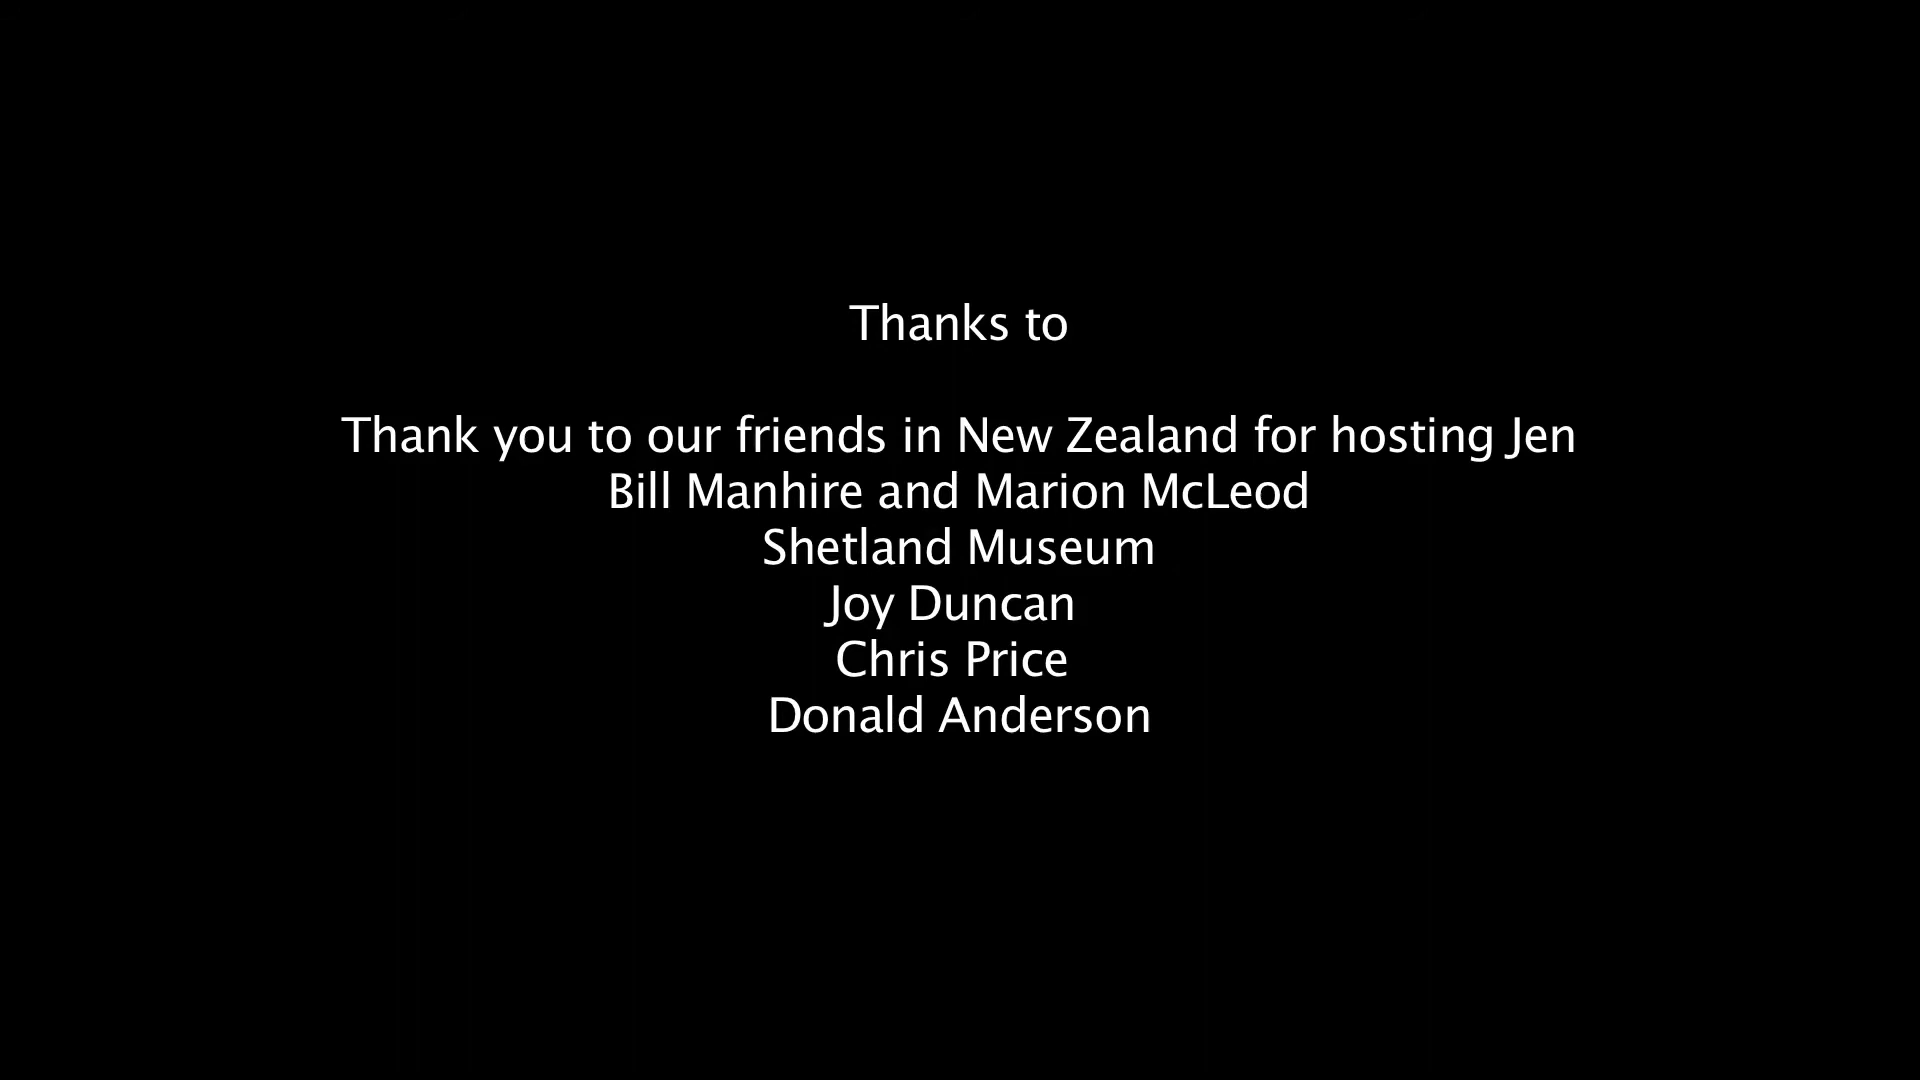 Thanks to
Thank you to our friends in New Zealand for hosting Jen
Bill Manhire and Marion McLeod
Shetland Museum
Joy Duncan
Chris Price
Donald Anderson